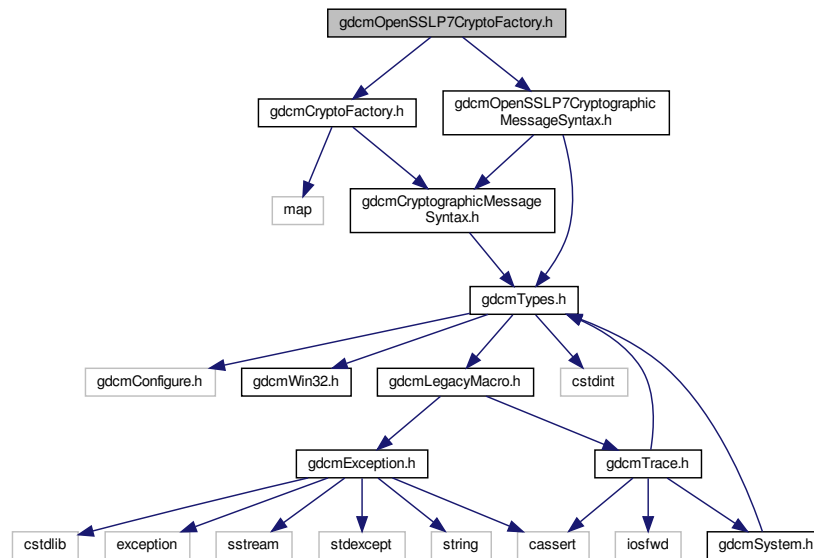 gdcmOpenSSLP7CryptoFactory.h
gdcmCryptoFactory.h
gdcmOpenSSLP7Cryptographic
MessageSyntax.h
map
gdcmCryptographicMessage
Syntax.h
gdcmTypes.h
gdcmConfigure.h
gdcmWin32.h
gdcmLegacyMacro.h
cstdint
gdcmException.h
gdcmTrace.h
cstdlib
exception
sstream
stdexcept
string
cassert
iosfwd
gdcmSystem.h